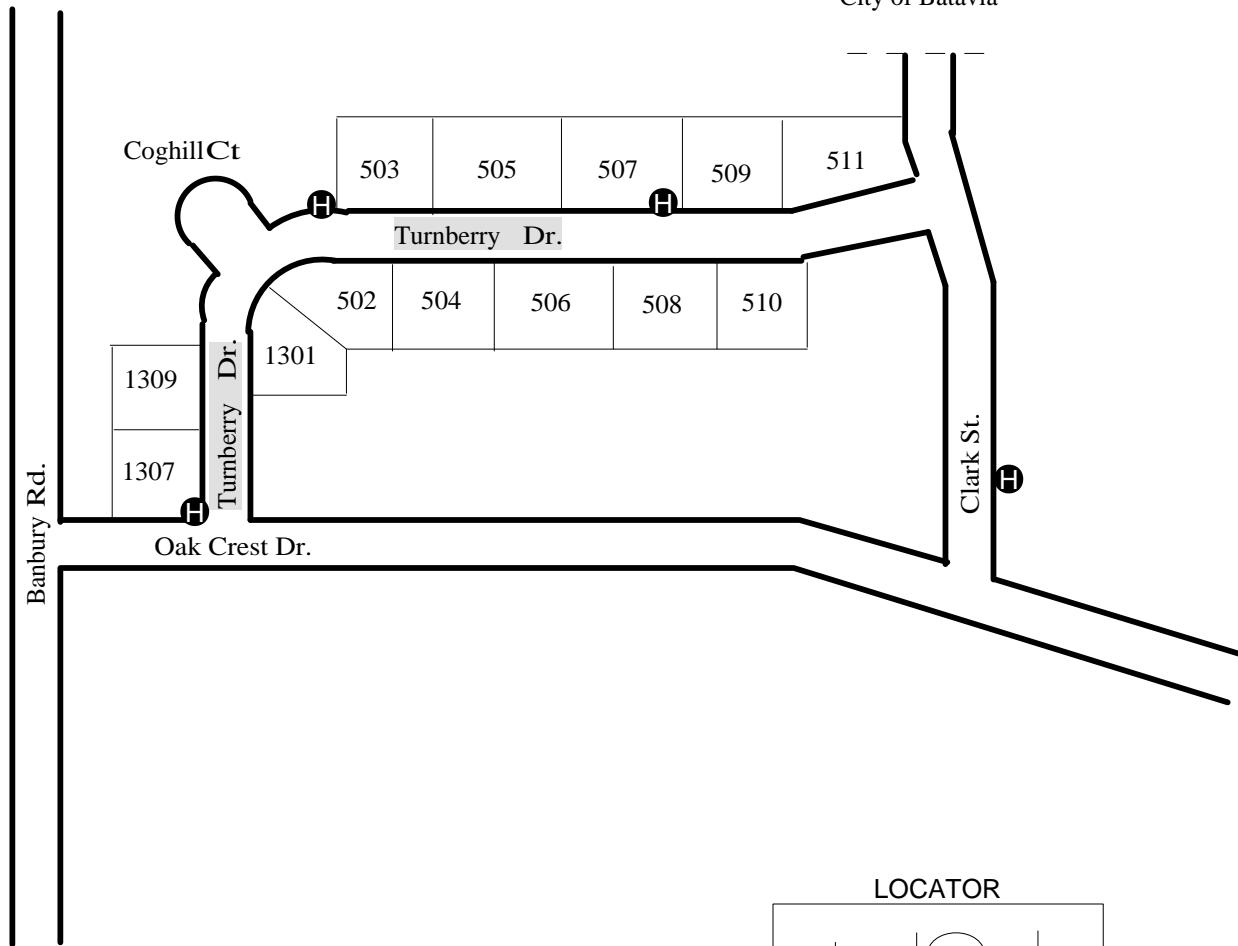 City of Batavia
Coghill Ct
503
505
507
509
511
H
H
Turnberry Dr.
502
504
506
508
510
1301
1309
Turnberry Dr.
1307
H
Clark St.
H
Banbury Rd.
Oak Crest Dr.
LOCATOR